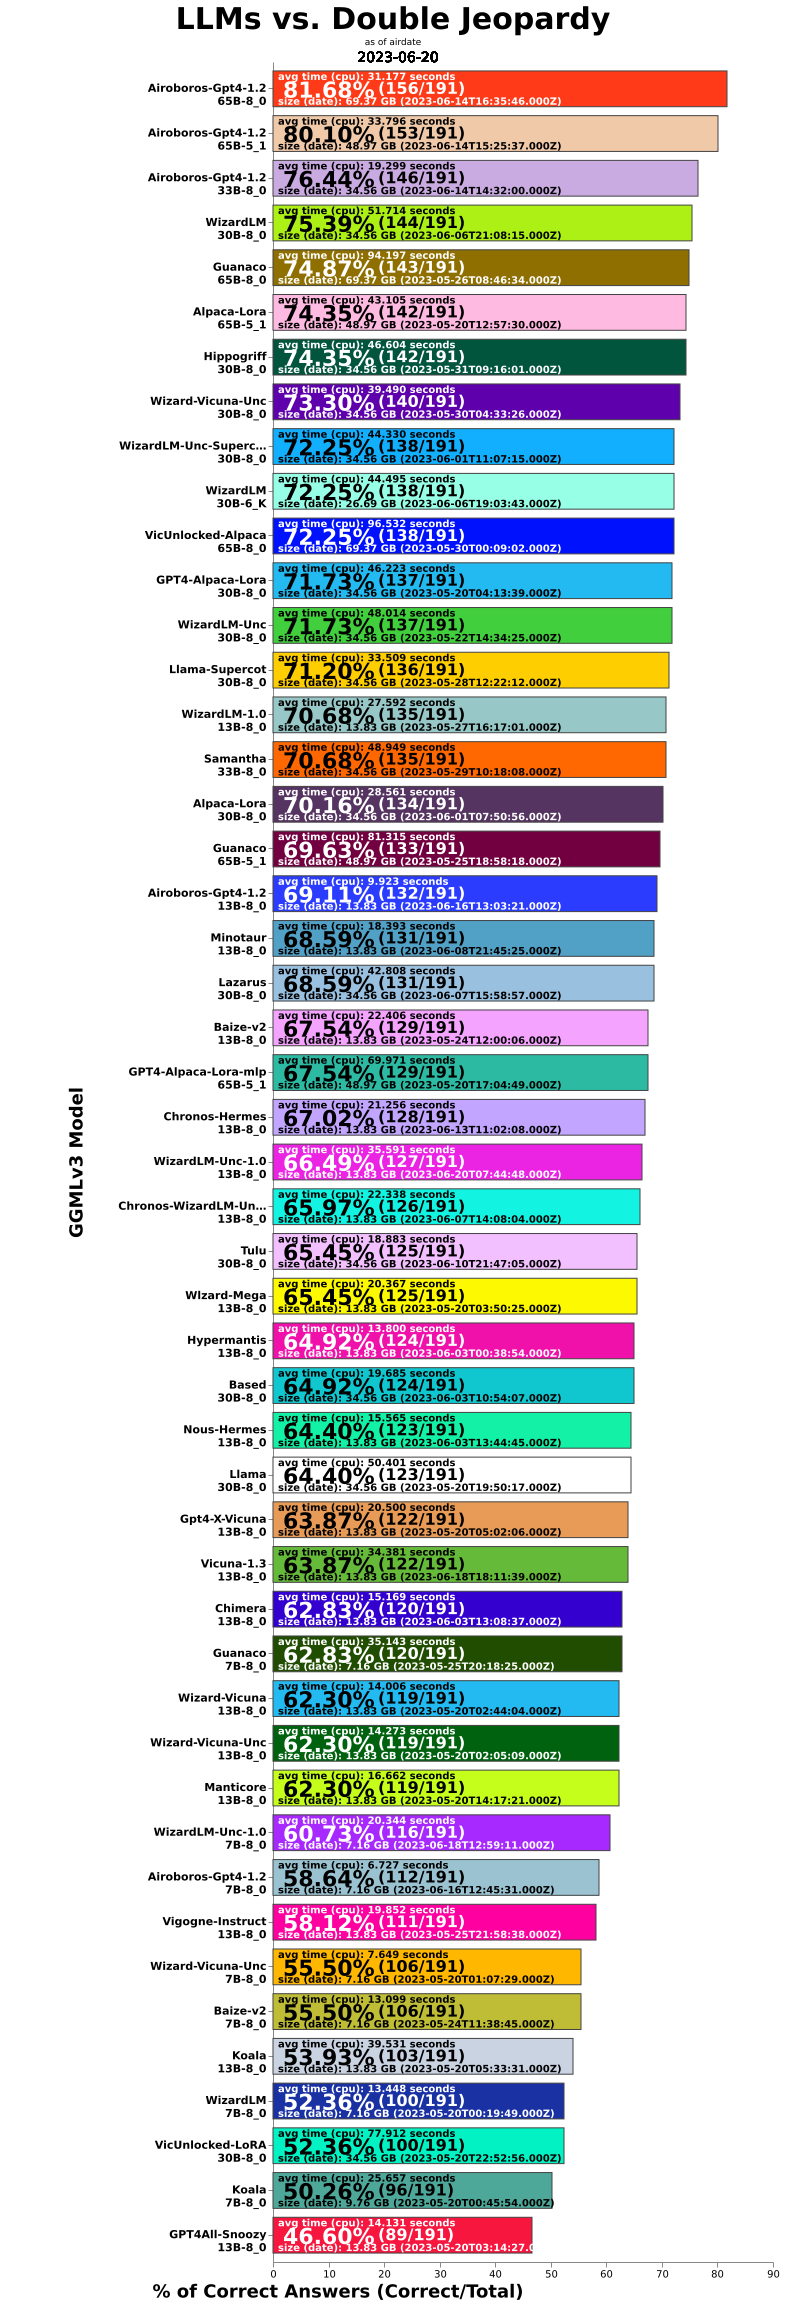 LLMs vs. Double Jeopardy
as of airdate
2023-06-20
Airoboros-Gpt4-1.2
65B-8_0
avg time (cpu): 31.177 seconds
81.68% (156/191)
size (date): 69.37 GB (2023-06-14T16:35:46.000Z)
Airoboros-Gpt4-1.2
65B-5_1
avg time (cpu): 33.796 seconds
80.10% (153/191)
size (date): 48.97 GB (2023-06-14T15:25:37.000Z)
Airoboros-Gpt4-1.2
33B-8_0
avg time (cpu): 19.299 seconds
76.44% (146/191)
size (date): 34.56 GB (2023-06-14T14:32:00.000Z)
WizardLM
30B-8_0
avg time (cpu): 51.714 seconds
75.39% (144/191)
size (date): 34.56 GB (2023-06-06T21:08:15.000Z)
Guanaco
65B-8_0
avg time (cpu): 94.197 seconds
74.87% (143/191)
size (date): 69.37 GB (2023-05-26T08:46:34.000Z)
Alpaca-Lora
65B-5_1
avg time (cpu): 43.105 seconds
74.35% (142/191)
size (date): 48.97 GB (2023-05-20T12:57:30.000Z)
Hippogriff
30B-8_0
avg time (cpu): 46.604 seconds
74.35% (142/191)
size (date): 34.56 GB (2023-05-31T09:16:01.000Z)
Wizard-Vicuna-Unc
30B-8_0
avg time (cpu): 39.490 seconds
73.30% (140/191)
size (date): 34.56 GB (2023-05-30T04:33:26.000Z)
WizardLM-Unc-Superc…
30B-8_0
avg time (cpu): 44.330 seconds
72.25% (138/191)
size (date): 34.56 GB (2023-06-01T11:07:15.000Z)
WizardLM
30B-6_K
avg time (cpu): 44.495 seconds
72.25% (138/191)
size (date): 26.69 GB (2023-06-06T19:03:43.000Z)
VicUnlocked-Alpaca
65B-8_0
avg time (cpu): 96.532 seconds
72.25% (138/191)
size (date): 69.37 GB (2023-05-30T00:09:02.000Z)
GPT4-Alpaca-Lora
30B-8_0
avg time (cpu): 46.223 seconds
71.73% (137/191)
size (date): 34.56 GB (2023-05-20T04:13:39.000Z)
WizardLM-Unc
30B-8_0
avg time (cpu): 48.014 seconds
71.73% (137/191)
size (date): 34.56 GB (2023-05-22T14:34:25.000Z)
Llama-Supercot
30B-8_0
avg time (cpu): 33.509 seconds
71.20% (136/191)
size (date): 34.56 GB (2023-05-28T12:22:12.000Z)
WizardLM-1.0
13B-8_0
avg time (cpu): 27.592 seconds
70.68% (135/191)
size (date): 13.83 GB (2023-05-27T16:17:01.000Z)
Samantha
33B-8_0
avg time (cpu): 48.949 seconds
70.68% (135/191)
size (date): 34.56 GB (2023-05-29T10:18:08.000Z)
Alpaca-Lora
30B-8_0
avg time (cpu): 28.561 seconds
70.16% (134/191)
size (date): 34.56 GB (2023-06-01T07:50:56.000Z)
Guanaco
65B-5_1
avg time (cpu): 81.315 seconds
69.63% (133/191)
size (date): 48.97 GB (2023-05-25T18:58:18.000Z)
Airoboros-Gpt4-1.2
13B-8_0
avg time (cpu): 9.923 seconds
69.11% (132/191)
size (date): 13.83 GB (2023-06-16T13:03:21.000Z)
Minotaur
13B-8_0
avg time (cpu): 18.393 seconds
68.59% (131/191)
size (date): 13.83 GB (2023-06-08T21:45:25.000Z)
Lazarus
30B-8_0
avg time (cpu): 42.808 seconds
68.59% (131/191)
size (date): 34.56 GB (2023-06-07T15:58:57.000Z)
Baize-v2
13B-8_0
avg time (cpu): 22.406 seconds
67.54% (129/191)
size (date): 13.83 GB (2023-05-24T12:00:06.000Z)
GPT4-Alpaca-Lora-mlp
65B-5_1
avg time (cpu): 69.971 seconds
67.54% (129/191)
size (date): 48.97 GB (2023-05-20T17:04:49.000Z)
Chronos-Hermes
13B-8_0
avg time (cpu): 21.256 seconds
67.02% (128/191)
size (date): 13.83 GB (2023-06-13T11:02:08.000Z)
WizardLM-Unc-1.0
13B-8_0
avg time (cpu): 35.591 seconds
66.49% (127/191)
size (date): 13.83 GB (2023-06-20T07:44:48.000Z)
Chronos-WizardLM-Un…
13B-8_0
avg time (cpu): 22.338 seconds
65.97% (126/191)
size (date): 13.83 GB (2023-06-07T14:08:04.000Z)
Tulu
30B-8_0
avg time (cpu): 18.883 seconds
65.45% (125/191)
size (date): 34.56 GB (2023-06-10T21:47:05.000Z)
WIzard-Mega
13B-8_0
avg time (cpu): 20.367 seconds
65.45% (125/191)
size (date): 13.83 GB (2023-05-20T03:50:25.000Z)
Hypermantis
13B-8_0
avg time (cpu): 13.800 seconds
64.92% (124/191)
size (date): 13.83 GB (2023-06-03T00:38:54.000Z)
Based
30B-8_0
avg time (cpu): 19.685 seconds
64.92% (124/191)
size (date): 34.56 GB (2023-06-03T10:54:07.000Z)
Nous-Hermes
13B-8_0
avg time (cpu): 15.565 seconds
64.40% (123/191)
size (date): 13.83 GB (2023-06-03T13:44:45.000Z)
Llama
30B-8_0
avg time (cpu): 50.401 seconds
64.40% (123/191)
size (date): 34.56 GB (2023-05-20T19:50:17.000Z)
Gpt4-X-Vicuna
13B-8_0
avg time (cpu): 20.500 seconds
63.87% (122/191)
size (date): 13.83 GB (2023-05-20T05:02:06.000Z)
Vicuna-1.3
13B-8_0
avg time (cpu): 34.381 seconds
63.87% (122/191)
size (date): 13.83 GB (2023-06-18T18:11:39.000Z)
Chimera
13B-8_0
avg time (cpu): 15.169 seconds
62.83% (120/191)
size (date): 13.83 GB (2023-06-03T13:08:37.000Z)
Guanaco
7B-8_0
avg time (cpu): 35.143 seconds
62.83% (120/191)
size (date): 7.16 GB (2023-05-25T20:18:25.000Z)
Wizard-Vicuna
13B-8_0
avg time (cpu): 14.006 seconds
62.30% (119/191)
size (date): 13.83 GB (2023-05-20T02:44:04.000Z)
Wizard-Vicuna-Unc
13B-8_0
avg time (cpu): 14.273 seconds
62.30% (119/191)
size (date): 13.83 GB (2023-05-20T02:05:09.000Z)
Manticore
13B-8_0
avg time (cpu): 16.662 seconds
62.30% (119/191)
size (date): 13.83 GB (2023-05-20T14:17:21.000Z)
WizardLM-Unc-1.0
7B-8_0
avg time (cpu): 20.344 seconds
60.73% (116/191)
size (date): 7.16 GB (2023-06-18T12:59:11.000Z)
Airoboros-Gpt4-1.2
7B-8_0
avg time (cpu): 6.727 seconds
58.64% (112/191)
size (date): 7.16 GB (2023-06-16T12:45:31.000Z)
Vigogne-Instruct
13B-8_0
avg time (cpu): 19.852 seconds
58.12% (111/191)
size (date): 13.83 GB (2023-05-25T21:58:38.000Z)
Wizard-Vicuna-Unc
7B-8_0
avg time (cpu): 7.649 seconds
55.50% (106/191)
size (date): 7.16 GB (2023-05-20T01:07:29.000Z)
Baize-v2
7B-8_0
avg time (cpu): 13.099 seconds
55.50% (106/191)
size (date): 7.16 GB (2023-05-24T11:38:45.000Z)
Koala
13B-8_0
avg time (cpu): 39.531 seconds
53.93% (103/191)
size (date): 13.83 GB (2023-05-20T05:33:31.000Z)
WizardLM
7B-8_0
avg time (cpu): 13.448 seconds
52.36% (100/191)
size (date): 7.16 GB (2023-05-20T00:19:49.000Z)
VicUnlocked-LoRA
30B-8_0
avg time (cpu): 77.912 seconds
52.36% (100/191)
size (date): 34.56 GB (2023-05-20T22:52:56.000Z)
Koala
7B-8_0
avg time (cpu): 25.657 seconds
50.26% (96/191)
size (date): 9.76 GB (2023-05-20T00:45:54.000Z)
GPT4All-Snoozy
13B-8_0
avg time (cpu): 14.131 seconds
46.60% (89/191)
size (date): 13.83 GB (2023-05-20T03:14:27.0
GGMLv3 Model
0 10 20 30 40 50 60 70 80 90
% of Correct Answers (Correct/Total)